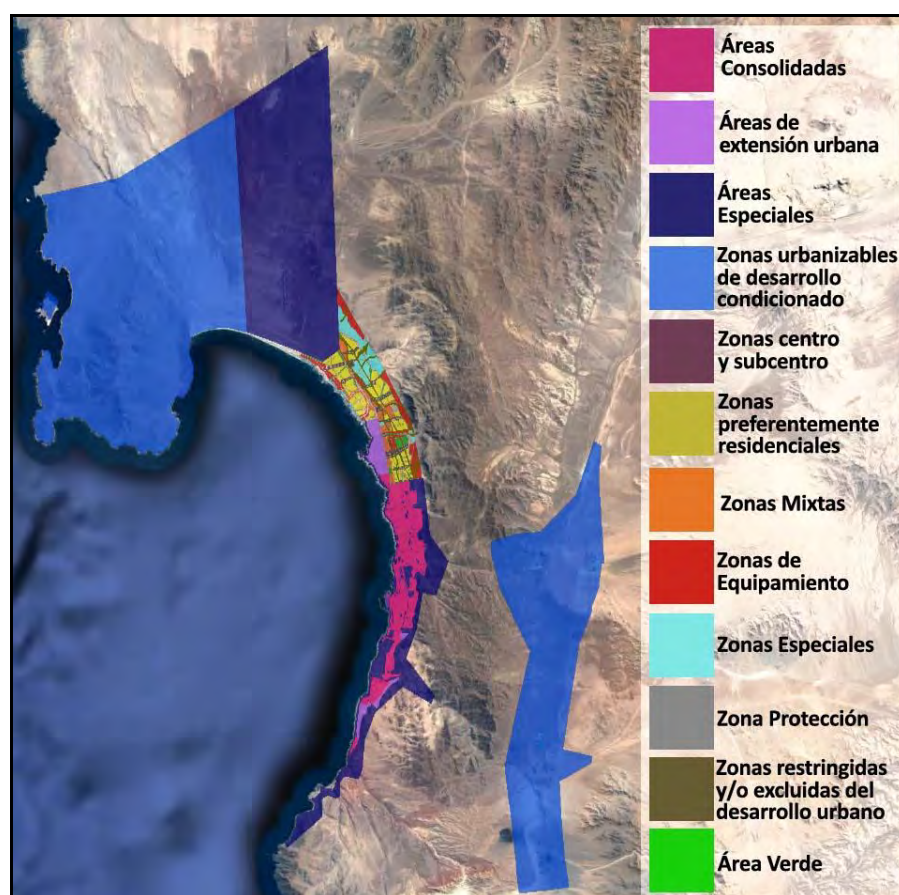 Áreas
Consolidadas
Áreas de
extensión urbana
Áreas
Especiales
Zonas urbanizables
de desarrollo
condicionado
Zonas centro
y subcentro
Zonas
preferentemente
residenciales
Zonas Mixtas
Zonas de
Equipamiento
Zonas Especiales
Zona Protección
Zonas restringidas
y/o excluidas del
desarrollo urbano
Área Verde